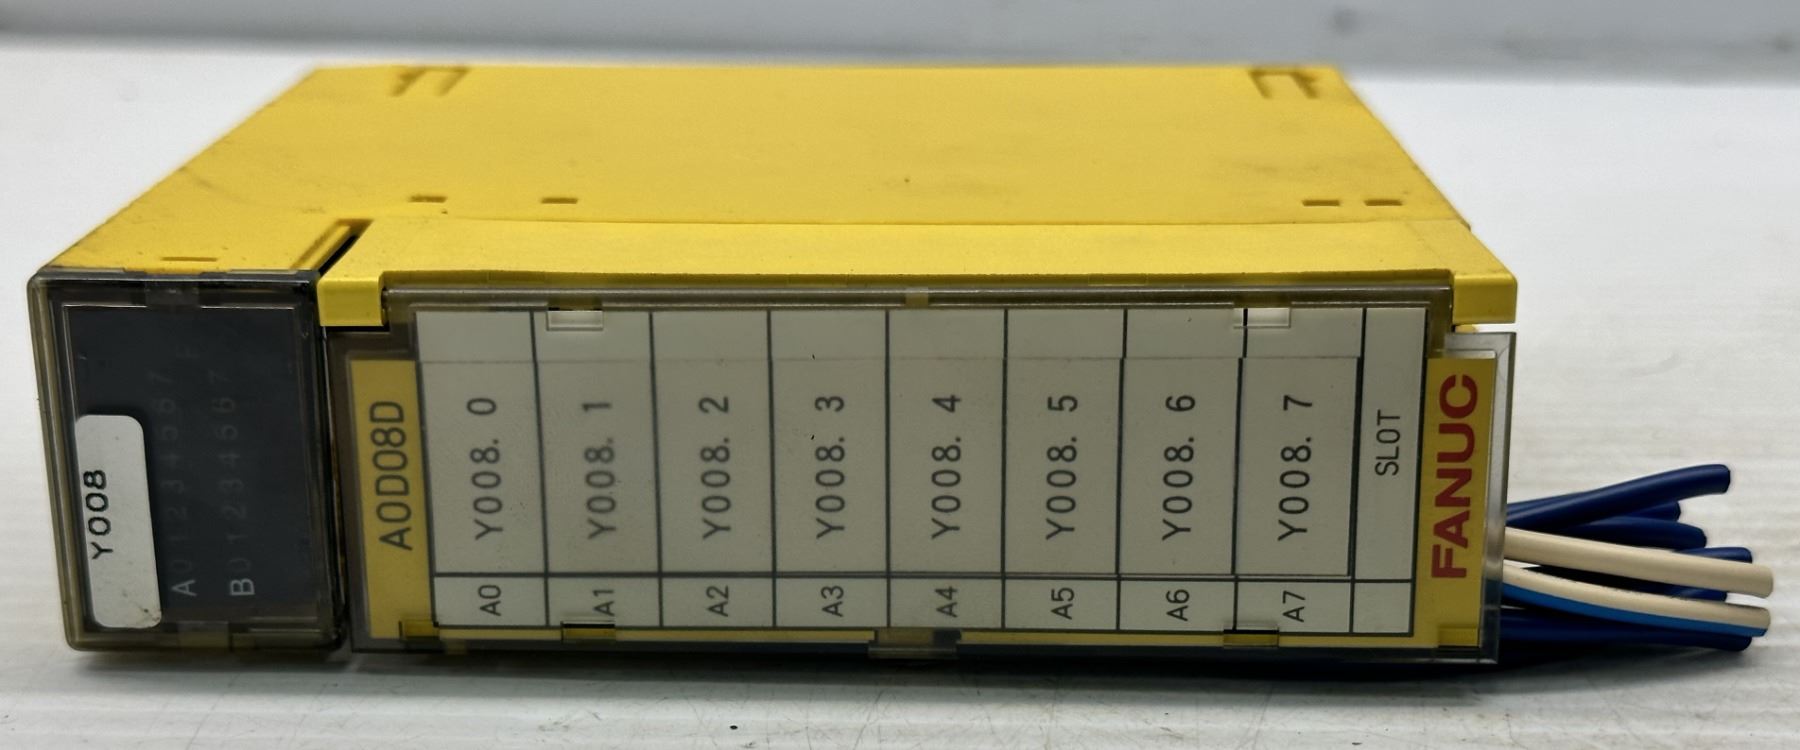 Y008
A 0 1 2 3 4 5 6 7 F
B 0 1 2 3 4 5 6 7
AOD08D
Y008. 0
Y008. 1
Y008. 2
Y008. 3
Y008. 4
Y008. 5
Y008. 6
Y008. 7
SLOT
A0
A1
A2
A3
A4
A5
A6
A7
FANUC